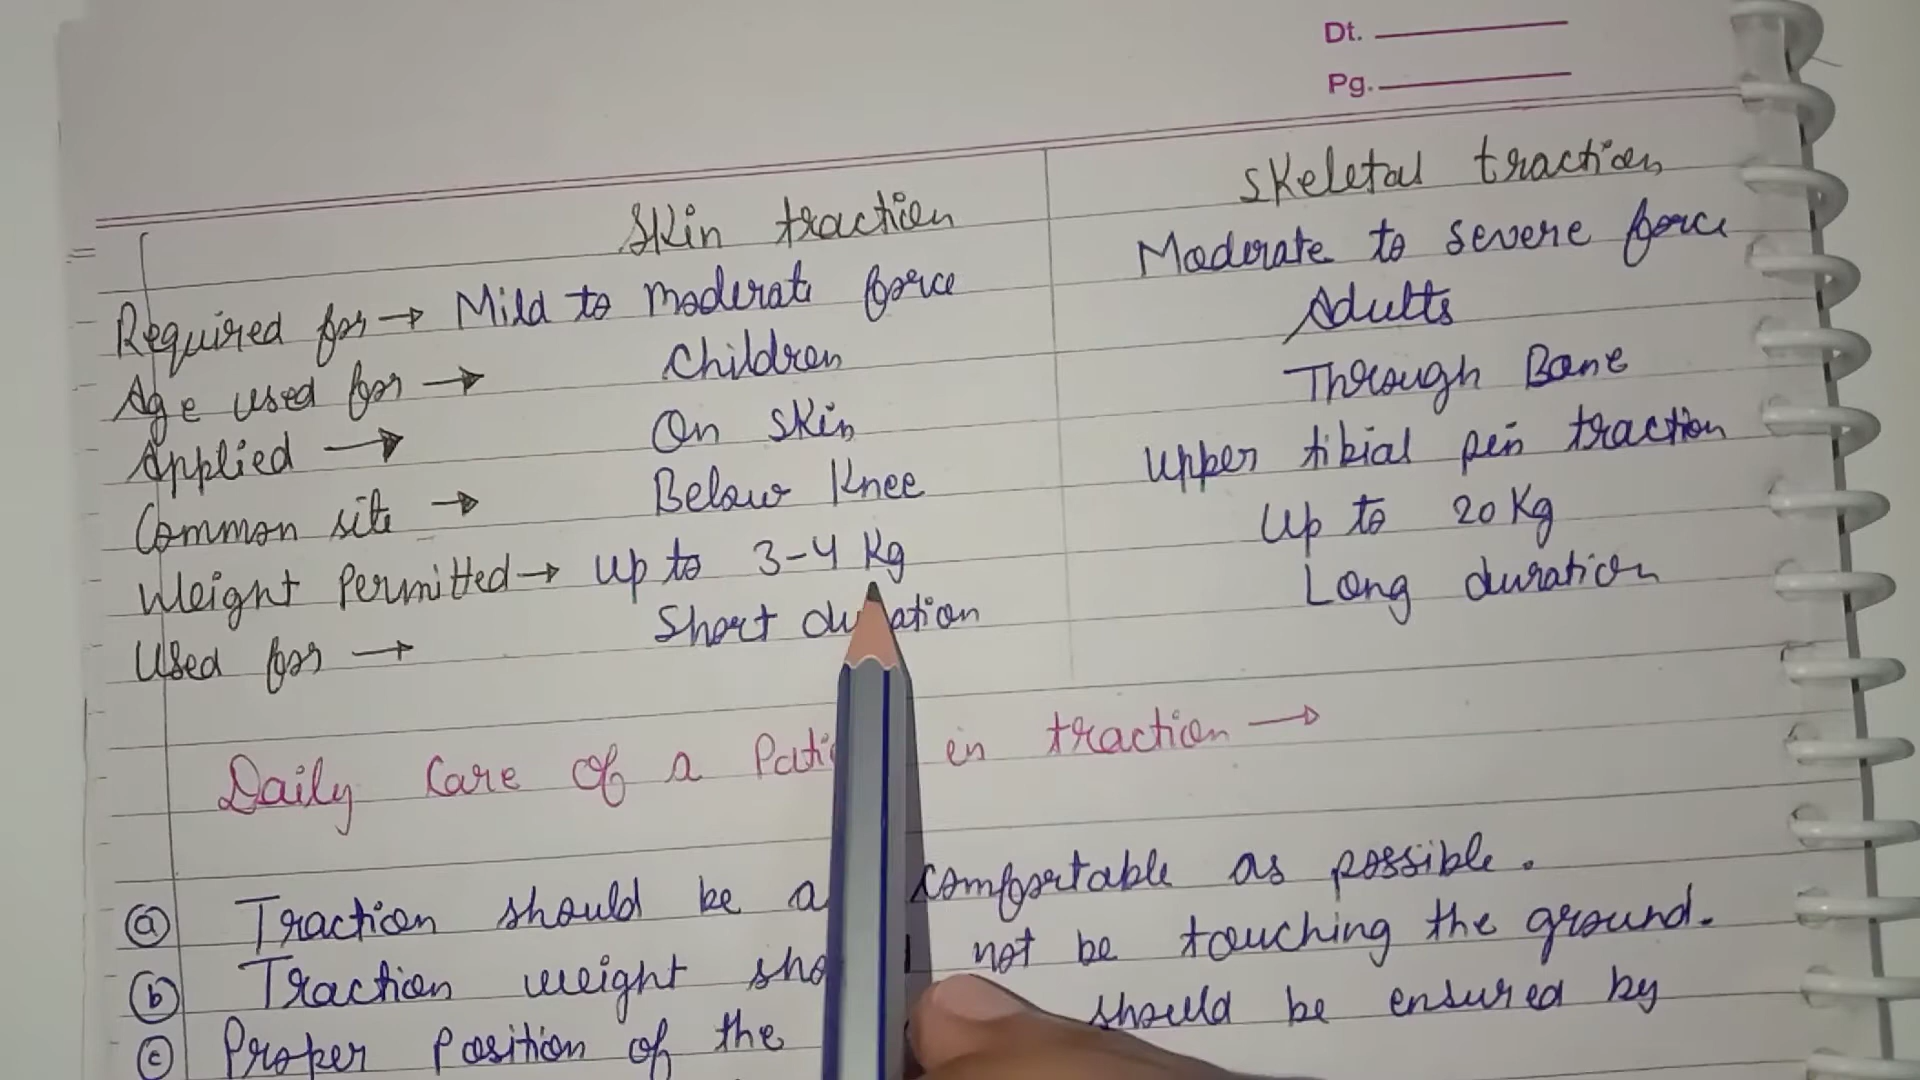 Dt.
Pg.
Skin traction Skeletal traction
Required for → Mild to moderate force Moderate to severe force
Age used for → Children Adults
Applied → On skin Through Bone
Common site → Below Knee Upper tibial pin traction
Weight Permitted → Up to 3-4 Kg Up to 20 Kg
Used for → Short duration Long duration
Daily Care of a in traction →
(a) Traction should be comfortable as possible.
(b) Traction weight not be touching the ground.
(c) Proper Position of the should be ensured by